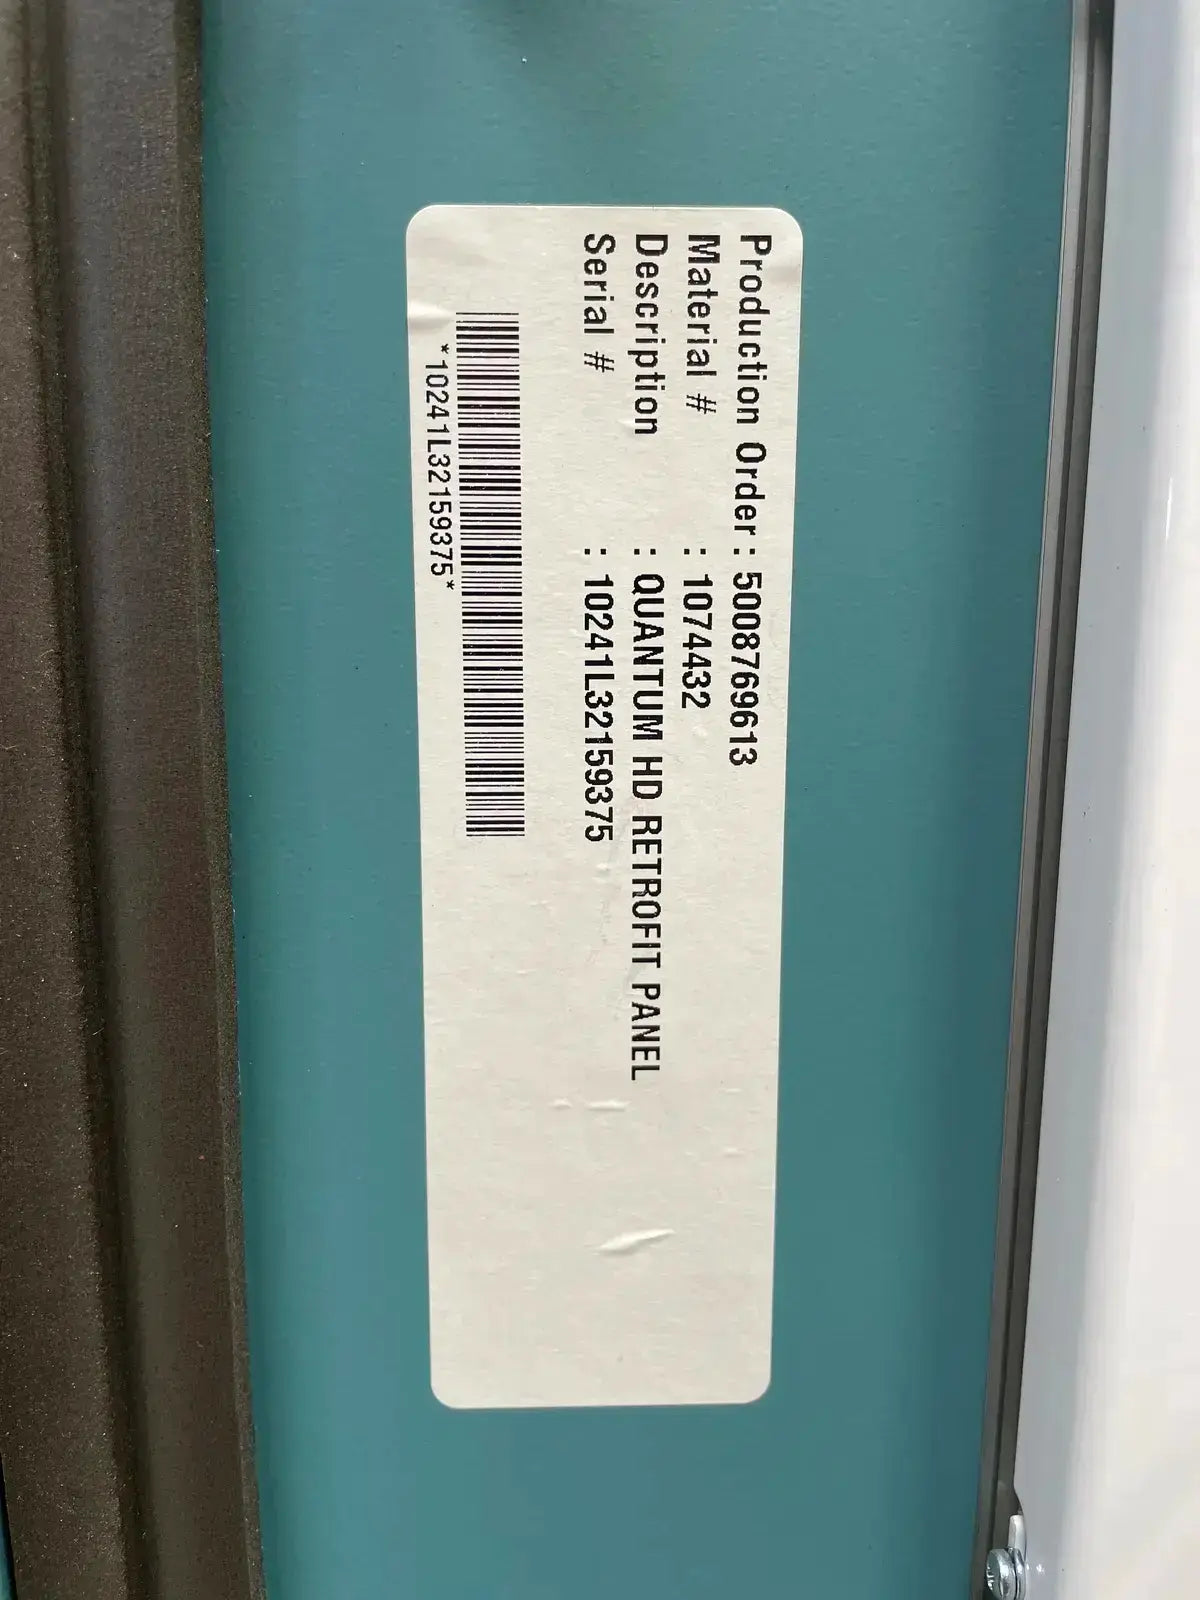 Production Order : 5008769613
Material # : 1074432
Description : QUANTUM HD RETROFIT PANEL
Serial # : 10241L32159375
*10241L32159375*